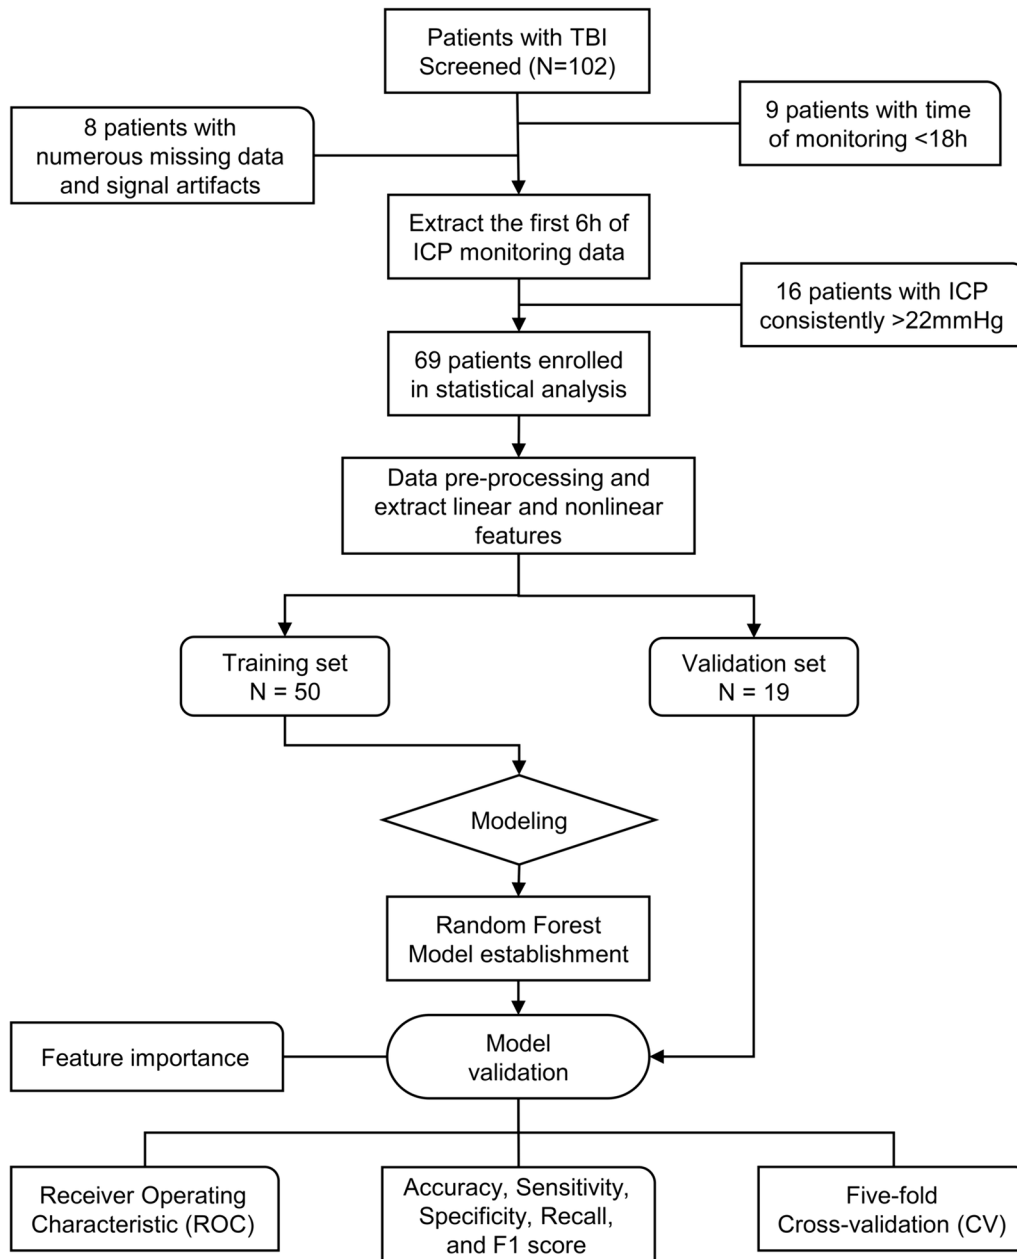 Patients with TBI
Screened (N=102)
8 patients with
numerous missing data
and signal artifacts
9 patients with time
of monitoring <18h
Extract the first 6h of
ICP monitoring data
16 patients with ICP
consistently >22mmHg
69 patients enrolled
in statistical analysis
Data pre-processing and
extract linear and nonlinear
features
Training set
N = 50
Validation set
N = 19
Modeling
Random Forest
Model establishment
Feature importance
Model
validation
Receiver Operating
Characteristic (ROC)
Accuracy, Sensitivity,
Specificity, Recall,
and F1 score
Five-fold
Cross-validation (CV)